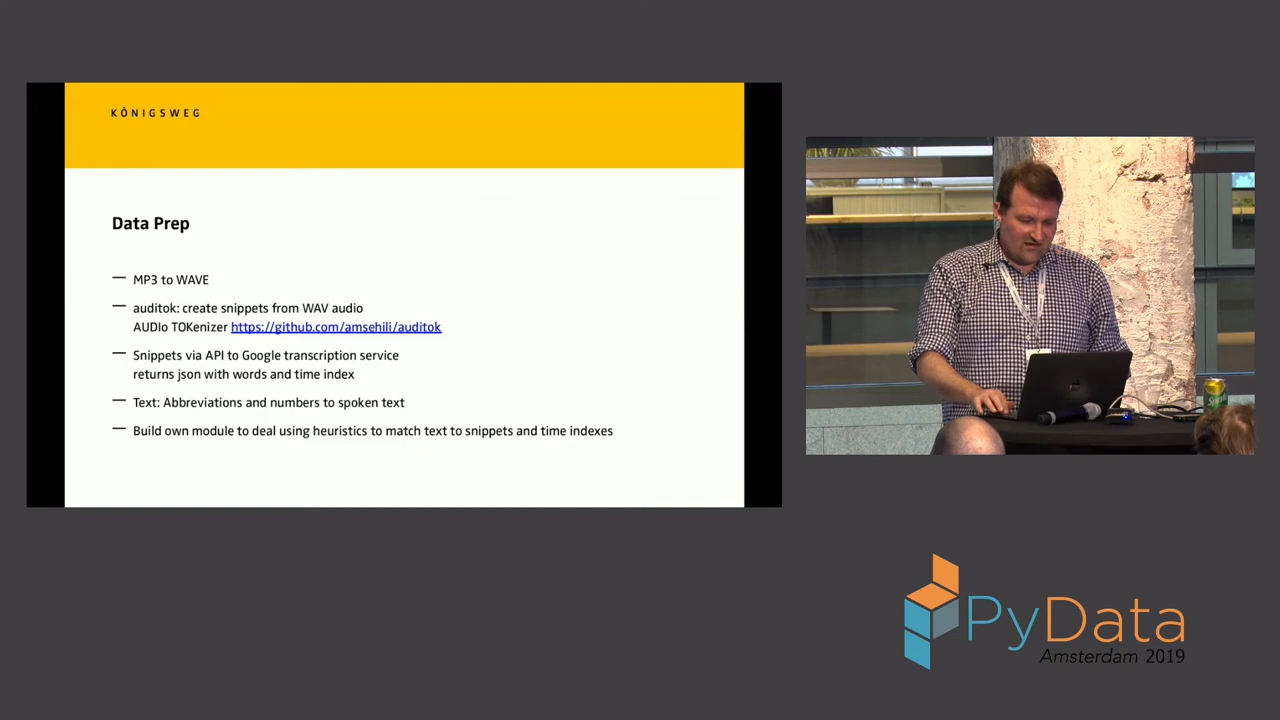 KÖNIGSWEG
Data Prep
— MP3 to WAVE
— auditok: create snippets from WAV audio
AUDIo TOKenizer https://github.com/amsehili/auditok
— Snippets via API to Google transcription service
returns json with words and time index
— Text: Abbreviations and numbers to spoken text
— Build own module to deal using heuristics to match text to snippets and time indexes
PyData
Amsterdam 2019